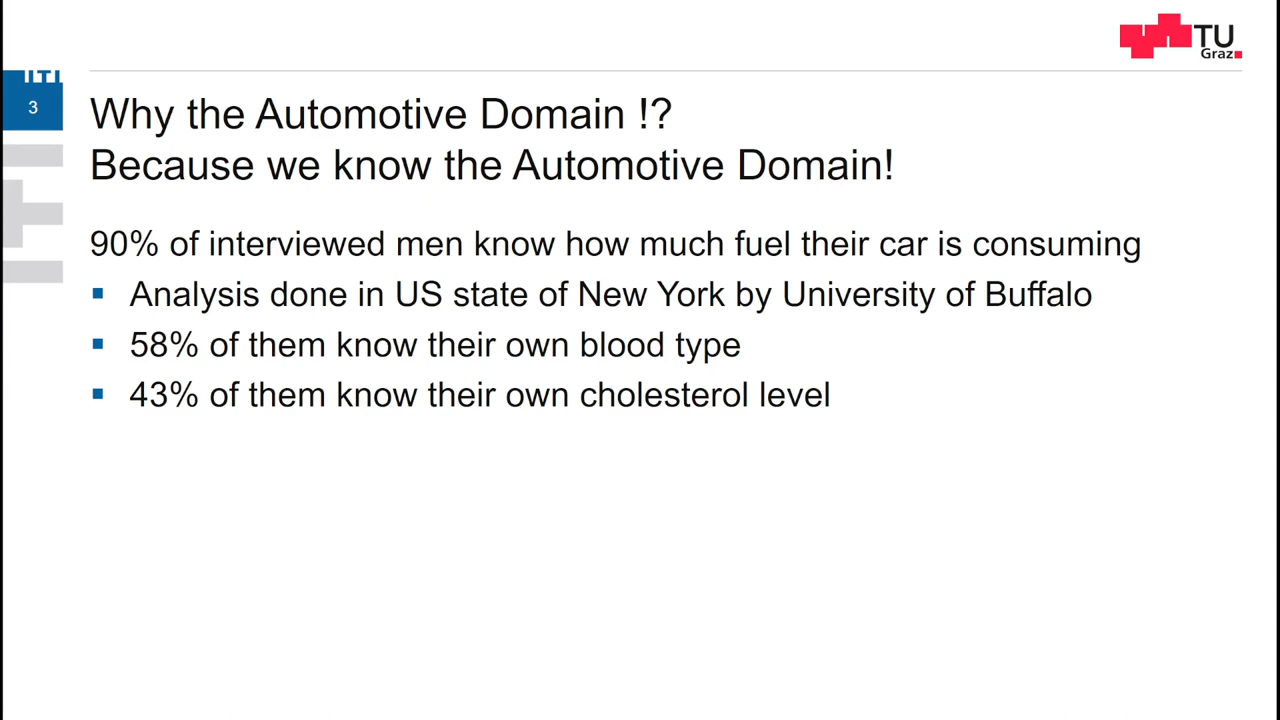 TU
Graz
3
Why the Automotive Domain !?
Because we know the Automotive Domain!
90% of interviewed men know how much fuel their car is consuming
Analysis done in US state of New York by University of Buffalo
58% of them know their own blood type
43% of them know their own cholesterol level